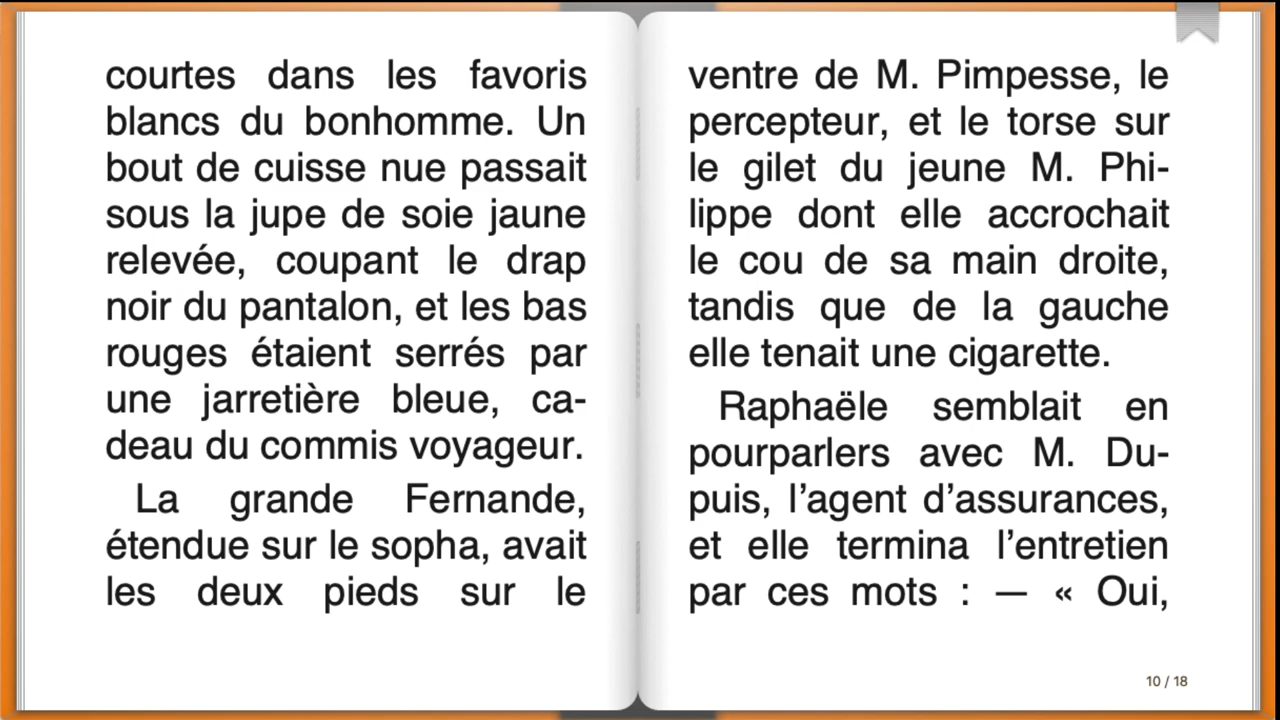 courtes dans les favoris
blancs du bonhomme. Un
bout de cuisse nue passait
sous la jupe de soie jaune
relevée, coupant le drap
noir du pantalon, et les bas
rouges étaient serrés par
une jarretière bleue, ca-
deau du commis voyageur.
La grande Fernande,
étendue sur le sopha, avait
les deux pieds sur le
ventre de M. Pimpesse, le
percepteur, et le torse sur
le gilet du jeune M. Phi-
lippe dont elle accrochait
le cou de sa main droite,
tandis que de la gauche
elle tenait une cigarette.
Raphaële semblait en
pourparlers avec M. Du-
puis, l’agent d’assurances,
et elle termina l’entretien
par ces mots : — « Oui,
10 / 18